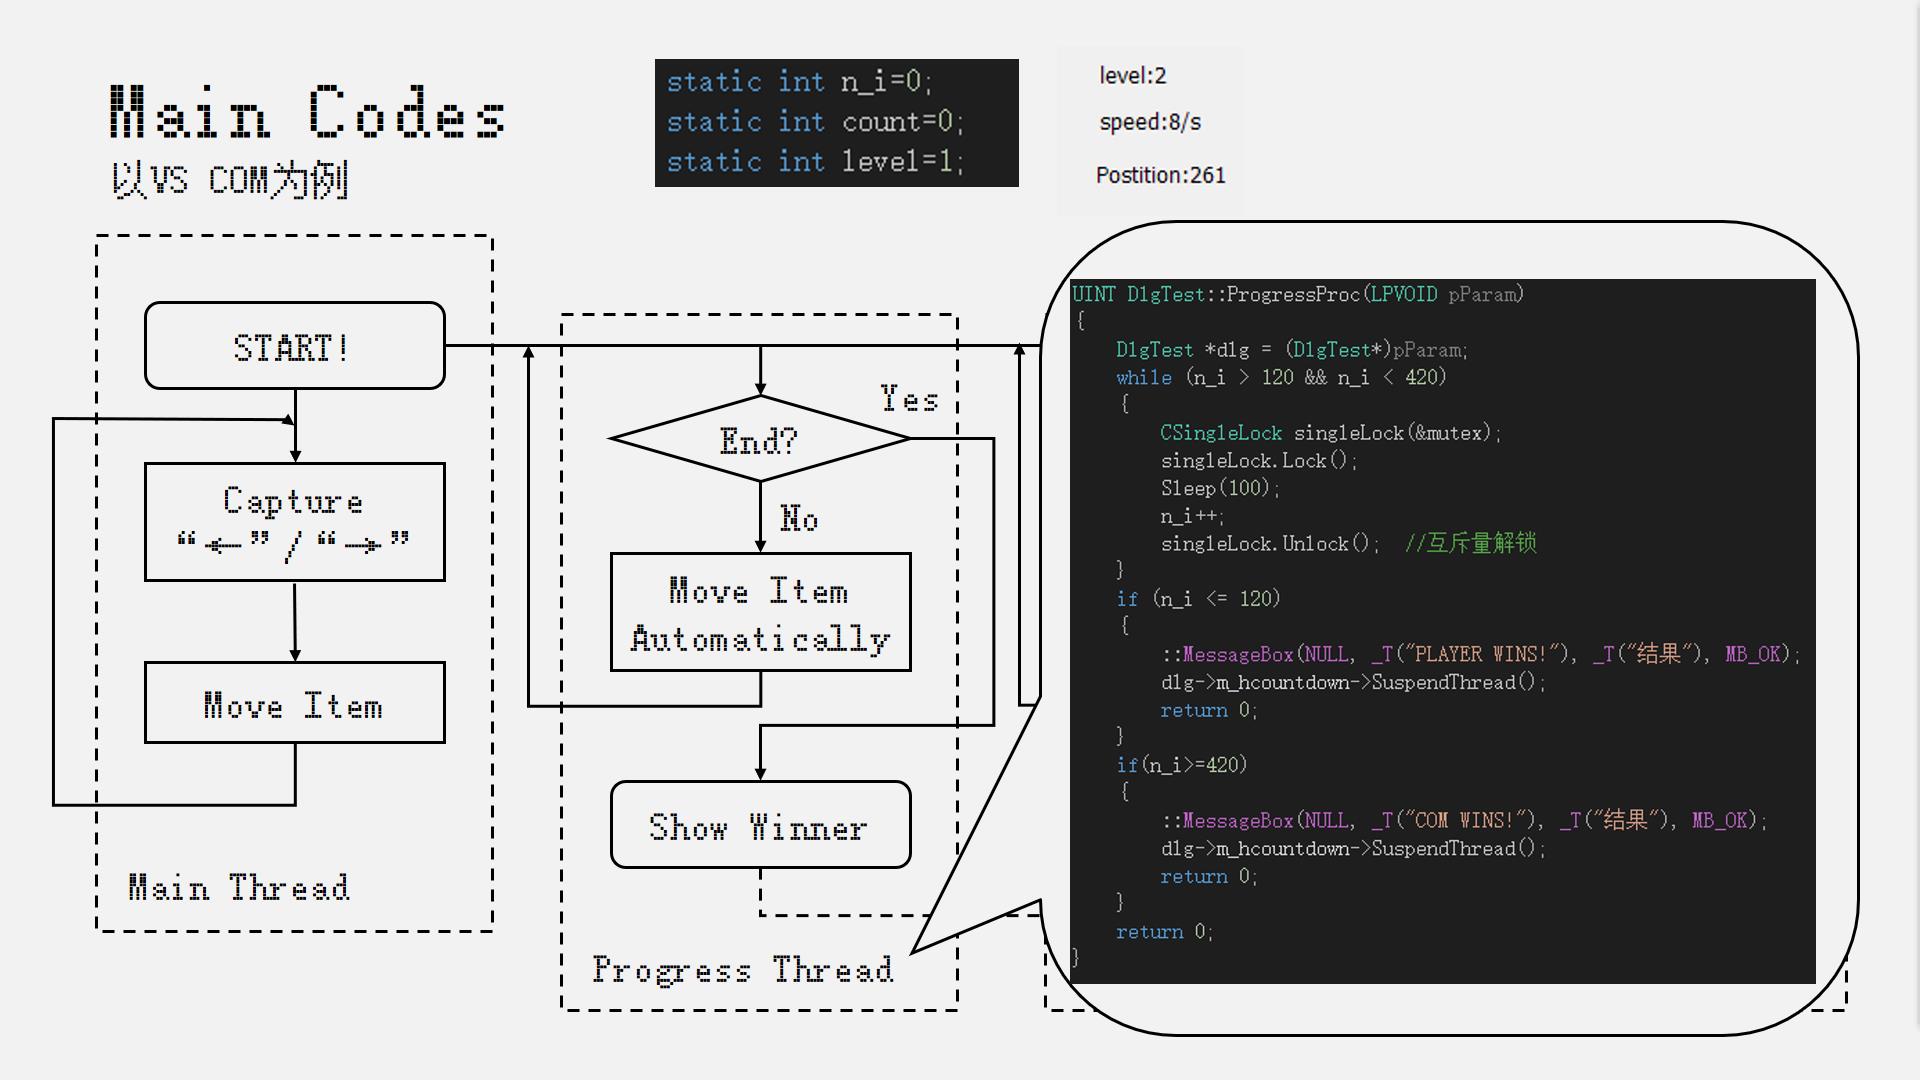 Main Codes
以VS COM为例
static int n_i=0;
static int count=0;
static int level=1;
level:2
speed:8/s
Postition:261
START!
Capture
“←”/“→”
Move Item
Main Thread
End?
Yes
No
Move Item
Automatically
Show Winner
Progress Thread
UINT DlgTest::ProgressProc(LPVOID pParam)
{
DlgTest *dlg = (DlgTest*)pParam;
while (n_i > 120 && n_i < 420)
{
CSingleLock singleLock(&mutex);
singleLock.Lock();
Sleep(100);
n_i++;
singleLock.Unlock(); //互斥量解锁
}
if (n_i <= 120)
{
::MessageBox(NULL, _T("PLAYER WINS!"), _T("结果"), MB_OK);
dlg->m_hcountdown->SuspendThread();
return 0;
}
if(n_i>=420)
{
::MessageBox(NULL, _T("COM WINS!"), _T("结果"), MB_OK);
dlg->m_hcountdown->SuspendThread();
return 0;
}
return 0;
}